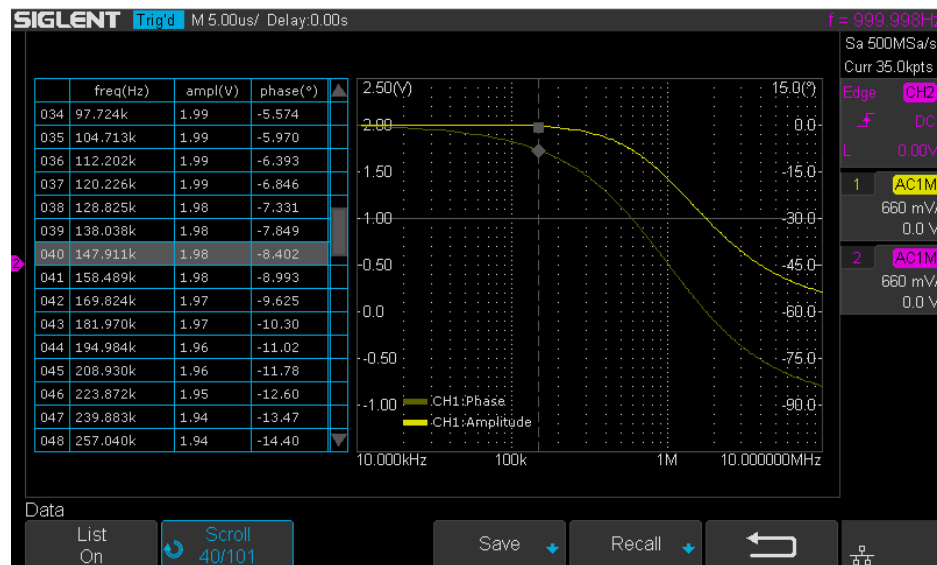 SIGLENT Trig'd M 5.00us/ Delay:0.00s f = 999.998Hz
Sa 500MSa/s
Curr 35.0kpts
Edge CH2
DC
L 0.00V
1 AC1M
660 mV/
0.0 V
2 AC1M
660 mV/
0.0 V
freq(Hz) ampl(V) phase(°)
034 97.724k 1.99 -5.574
035 104.713k 1.99 -5.970
036 112.202k 1.99 -6.393
037 120.226k 1.99 -6.846
038 128.825k 1.98 -7.331
039 138.038k 1.98 -7.849
040 147.911k 1.98 -8.402
041 158.489k 1.98 -8.993
042 169.824k 1.97 -9.625
043 181.970k 1.97 -10.30
044 194.984k 1.96 -11.02
045 208.930k 1.96 -11.78
046 223.872k 1.95 -12.60
047 239.883k 1.94 -13.47
048 257.040k 1.94 -14.40
2.50(V) 15.0(°)
2.00 0.0
1.50 -15.0
1.00 -30.0
0.50 -45.0
0.0 -60.0
-0.50 -75.0
-1.00 -90.0
CH1:Phase
CH1:Amplitude
10.000kHz 100k 1M 10.000000MHz
2
Data
List
On
Scroll
40/101
Save
Recall